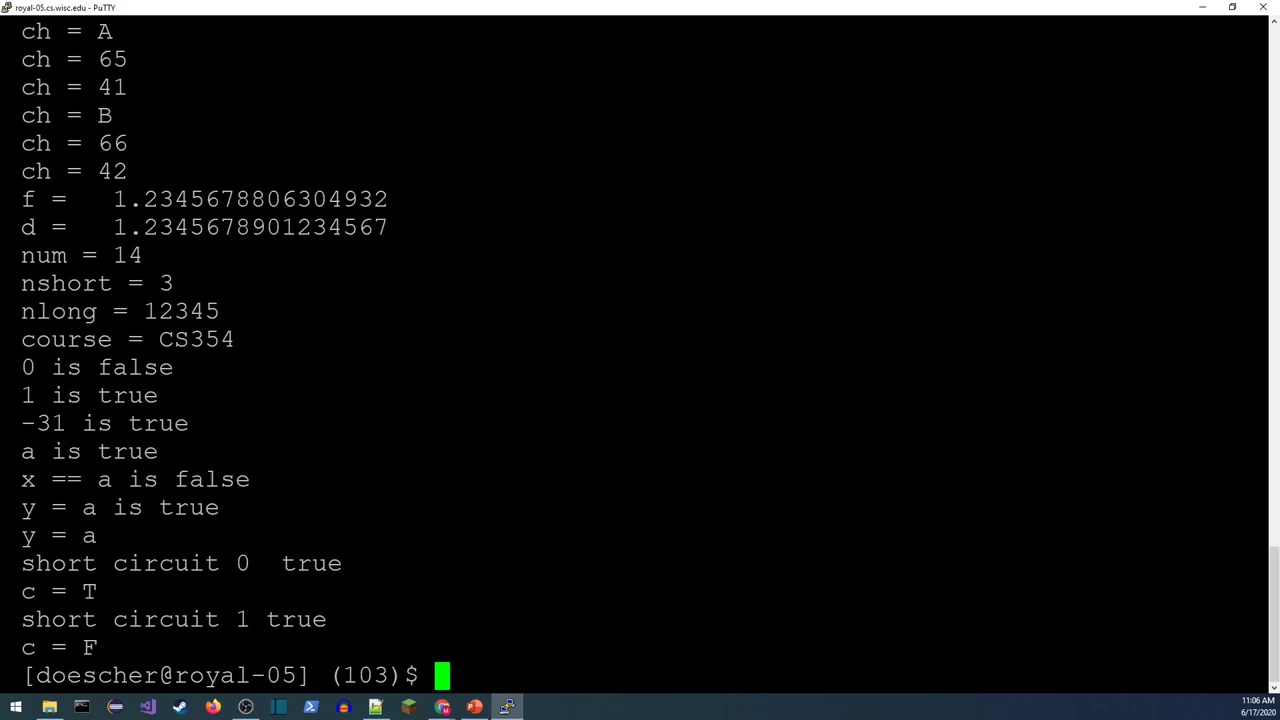 royal-05.cs.wisc.edu - PuTTY
ch = A
ch = 65
ch = 41
ch = B
ch = 66
ch = 42
f =   1.2345678806304932
d =   1.2345678901234567
num = 14
nshort = 3
nlong = 12345
course = CS354
0 is false
1 is true
-31 is true
a is true
x == a is false
y = a is true
y = a
short circuit 0  true
c = T
short circuit 1 true
c = F
[doescher@royal-05] (103)$
11:06 AM
6/17/2020